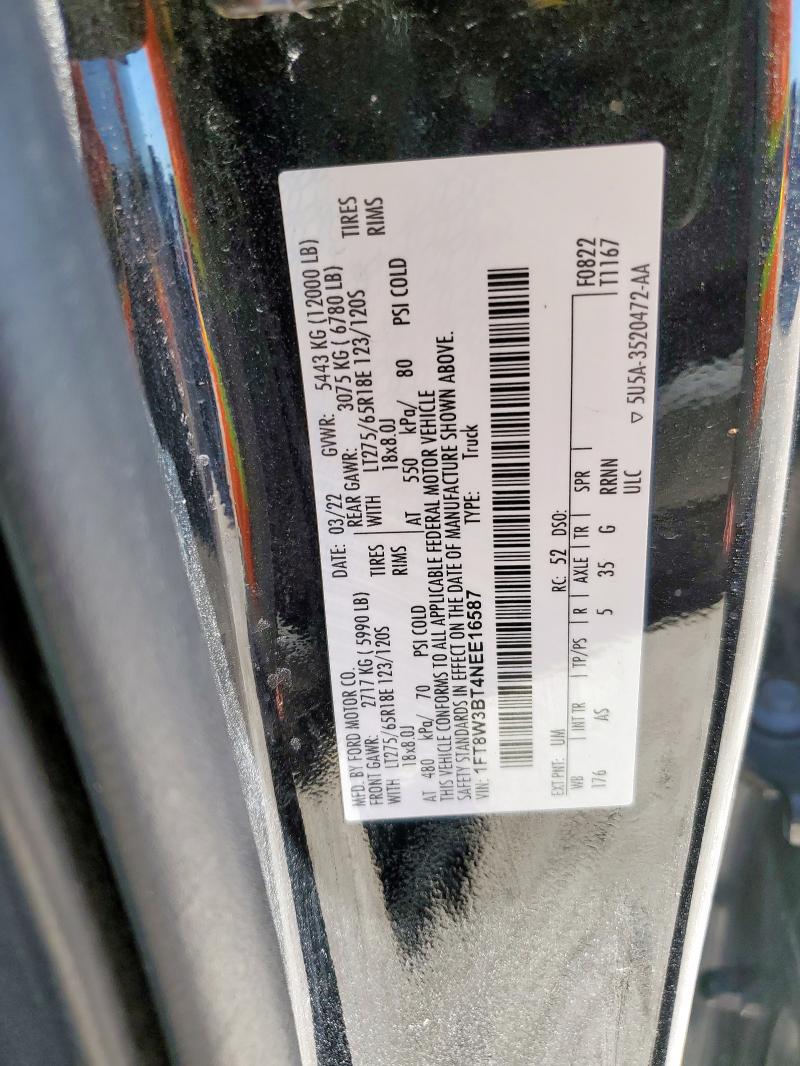 MFD. BY FORD MOTOR CO.
DATE: 03/22 GVWR: 5443 KG (12000 LB)
FRONT GAWR: 2717 KG ( 5990 LB) REAR GAWR: 3075 KG ( 6780 LB)
WITH LT275/65R18E 123/120S TIRES WITH LT275/65R18E 123/120S TIRES
18x8.0J RIMS 18x8.0J RIMS
AT 480 kPa/ 70 PSI COLD AT 550 kPa/ 80 PSI COLD
THIS VEHICLE CONFORMS TO ALL APPLICABLE FEDERAL MOTOR VEHICLE
SAFETY STANDARDS IN EFFECT ON THE DATE OF MANUFACTURE SHOWN ABOVE.
VIN: 1FT8W3BT4NEE16587 TYPE: Truck
EXT PNT: UM RC: 52 DSO: F0822
WB INT TR TP/PS R AXLE TR SPR T1167
176 AS 5 35 G RRNN
ULC
▽ 5U5A-3520472-AA